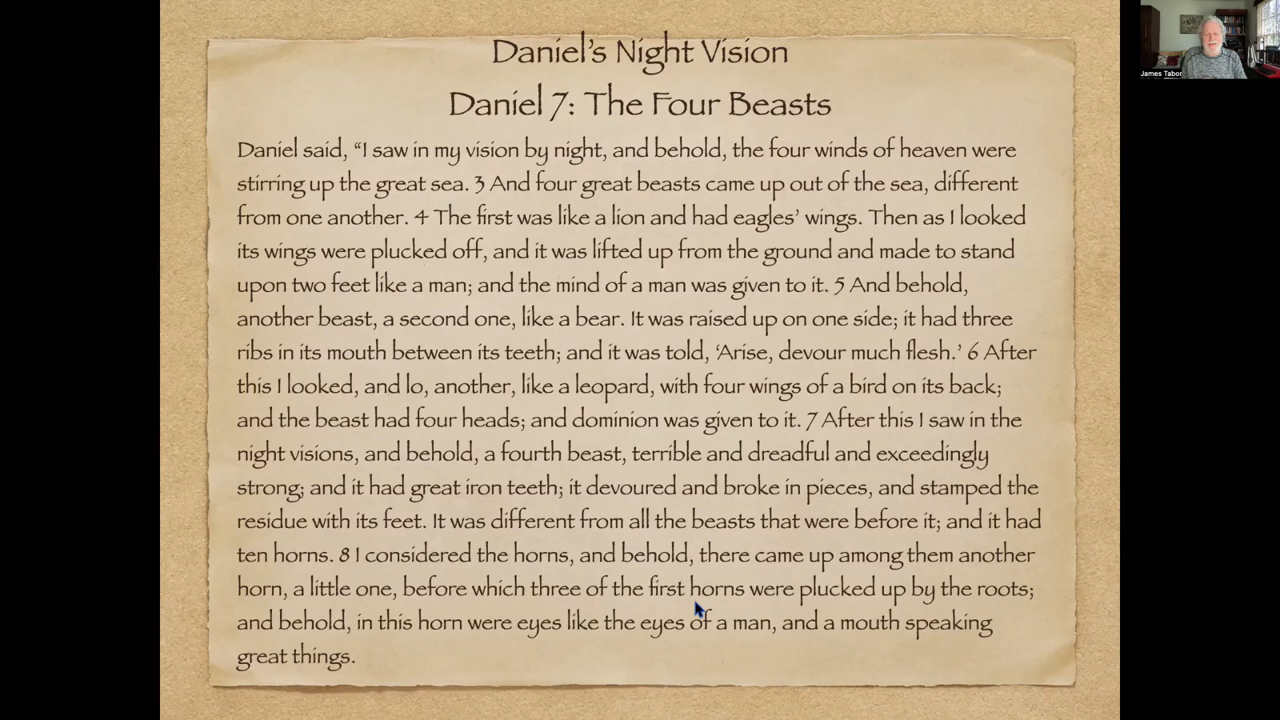 Daniel's Night Vision
Daniel 7: The Four Beasts
Daniel said, “I saw in my vision by night, and behold, the four winds of heaven were
stirring up the great sea. 3 And four great beasts came up out of the sea, different
from one another. 4 The first was like a lion and had eagles’ wings. Then as I looked
its wings were plucked off, and it was lifted up from the ground and made to stand
upon two feet like a man; and the mind of a man was given to it. 5 And behold,
another beast, a second one, like a bear. It was raised up on one side; it had three
ribs in its mouth between its teeth; and it was told, ‘Arise, devour much flesh.’ 6 After
this I looked, and lo, another, like a leopard, with four wings of a bird on its back;
and the beast had four heads; and dominion was given to it. 7 After this I saw in the
night visions, and behold, a fourth beast, terrible and dreadful and exceedingly
strong; and it had great iron teeth; it devoured and broke in pieces, and stamped the
residue with its feet. It was different from all the beasts that were before it; and it had
ten horns. 8 I considered the horns, and behold, there came up among them another
horn, a little one, before which three of the first horns were plucked up by the roots;
and behold, in this horn were eyes like the eyes of a man, and a mouth speaking
great things.
James Tabor